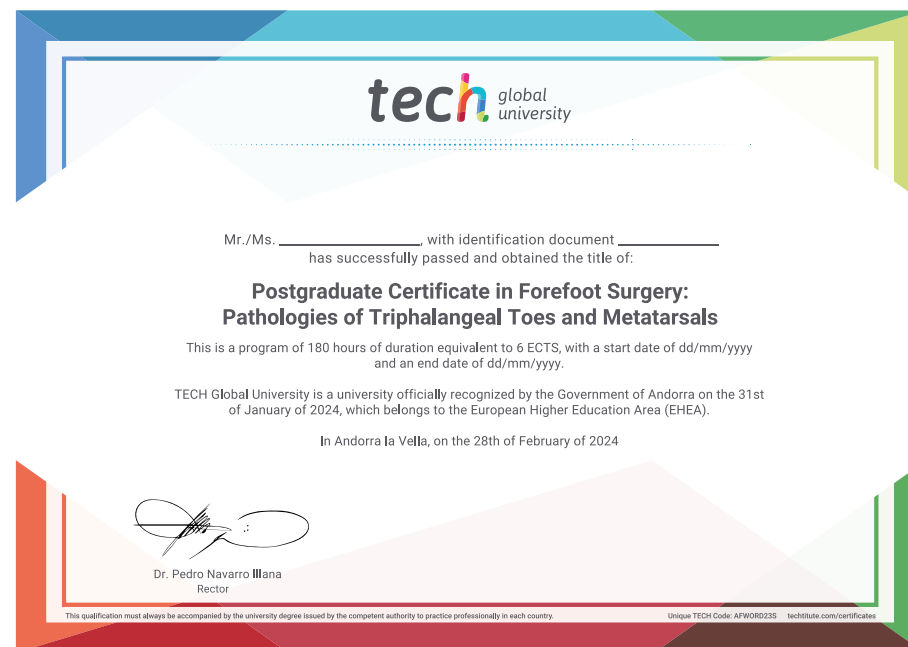 tech global university
Mr./Ms. ____________________, with identification document ______________
has successfully passed and obtained the title of:
Postgraduate Certificate in Forefoot Surgery:
Pathologies of Triphalangeal Toes and Metatarsals
This is a program of 180 hours of duration equivalent to 6 ECTS, with a start date of dd/mm/yyyy
and an end date of dd/mm/yyyy.
TECH Global University is a university officially recognized by the Government of Andorra on the 31st
of January of 2024, which belongs to the European Higher Education Area (EHEA).
In Andorra la Vella, on the 28th of February of 2024
Dr. Pedro Navarro Illana
Rector
This qualification must always be accompanied by the university degree issued by the competent authority to practice professionally in each country.
Unique TECH Code: AFWORD23S techtitute.com/certificates